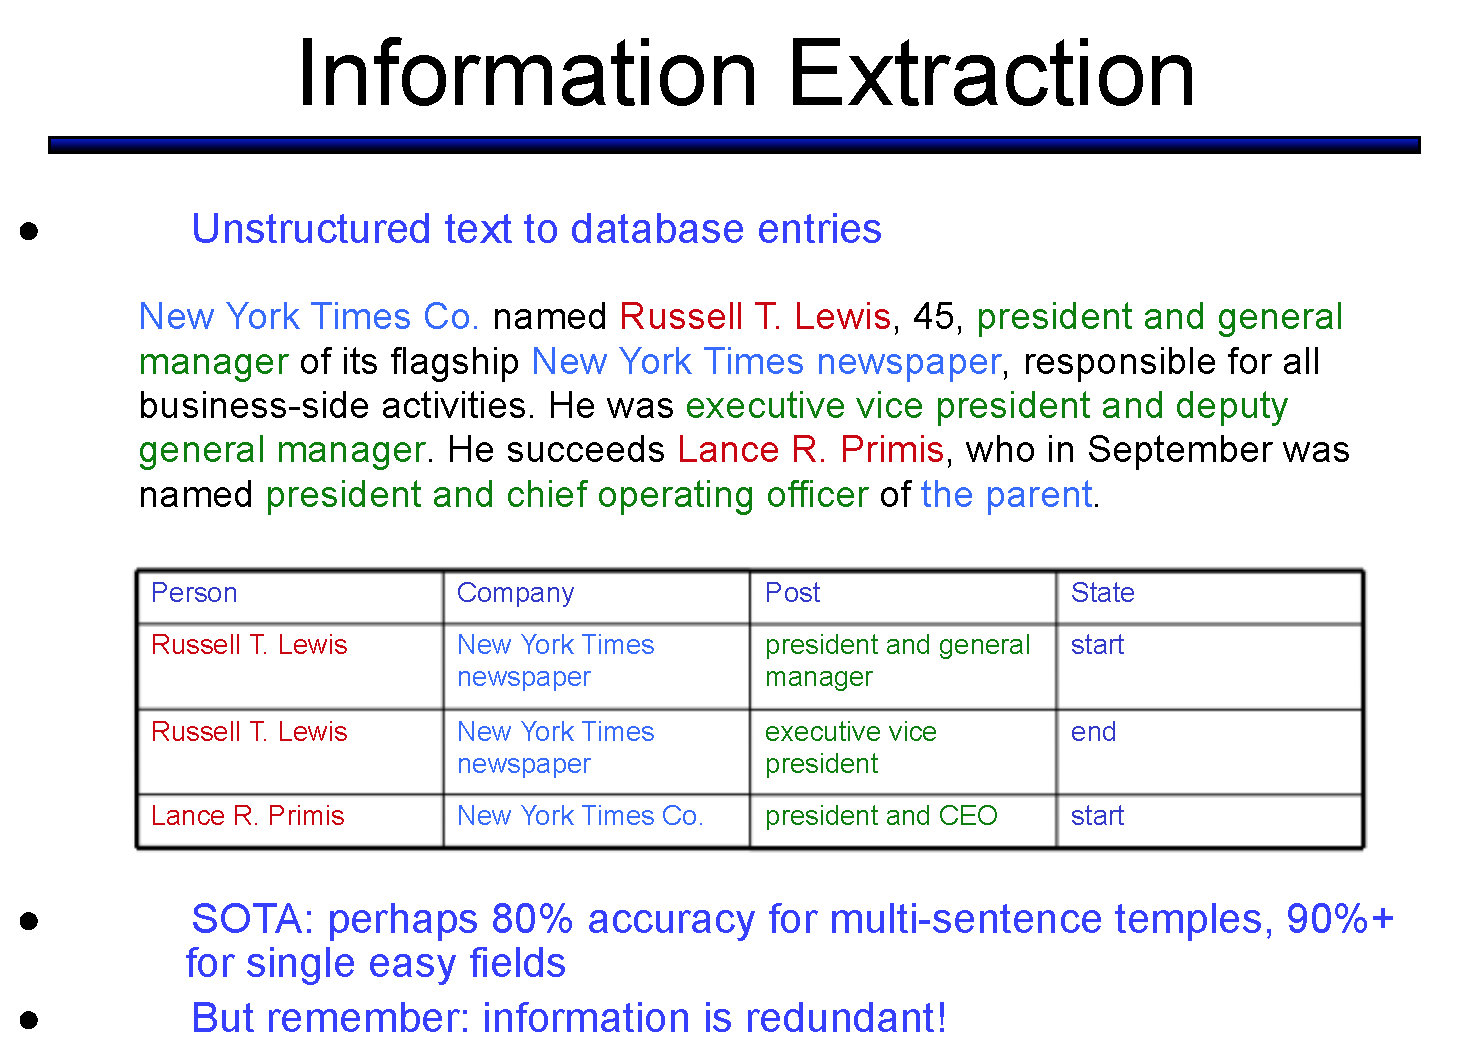 Information Extraction
● Unstructured text to database entries
New York Times Co. named Russell T. Lewis, 45, president and general
manager of its flagship New York Times newspaper, responsible for all
business-side activities. He was executive vice president and deputy
general manager. He succeeds Lance R. Primis, who in September was
named president and chief operating officer of the parent.
Person Company Post State
Russell T. Lewis New York Times newspaper president and general manager start
Russell T. Lewis New York Times newspaper executive vice president end
Lance R. Primis New York Times Co. president and CEO start
● SOTA: perhaps 80% accuracy for multi-sentence temples, 90%+
for single easy fields
● But remember: information is redundant!